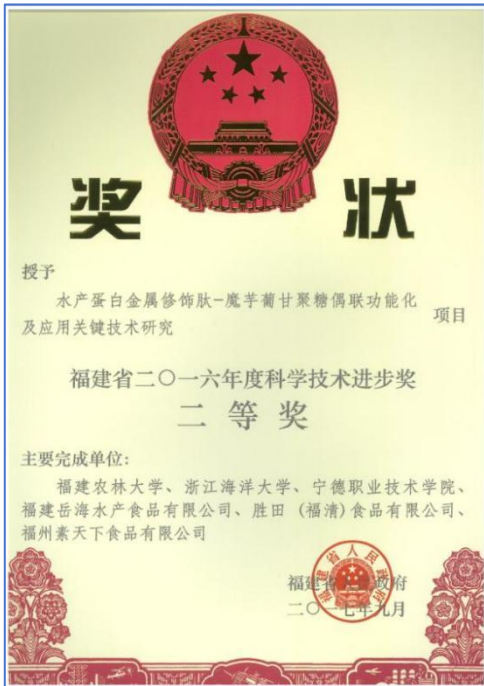 奖 状
授予
水产蛋白金属修饰肽-魔芋葡甘聚糖偶联功能化
及应用关键技术研究
项目
福建省二〇一六年度科学技术进步奖
二等奖
主要完成单位：
福建农林大学、浙江海洋大学、宁德职业技术学院、
福建岳海水产食品有限公司、胜田（福清)食品有限公司、
福州素天下食品有限公司
福建省人民政府
二〇一七年九月